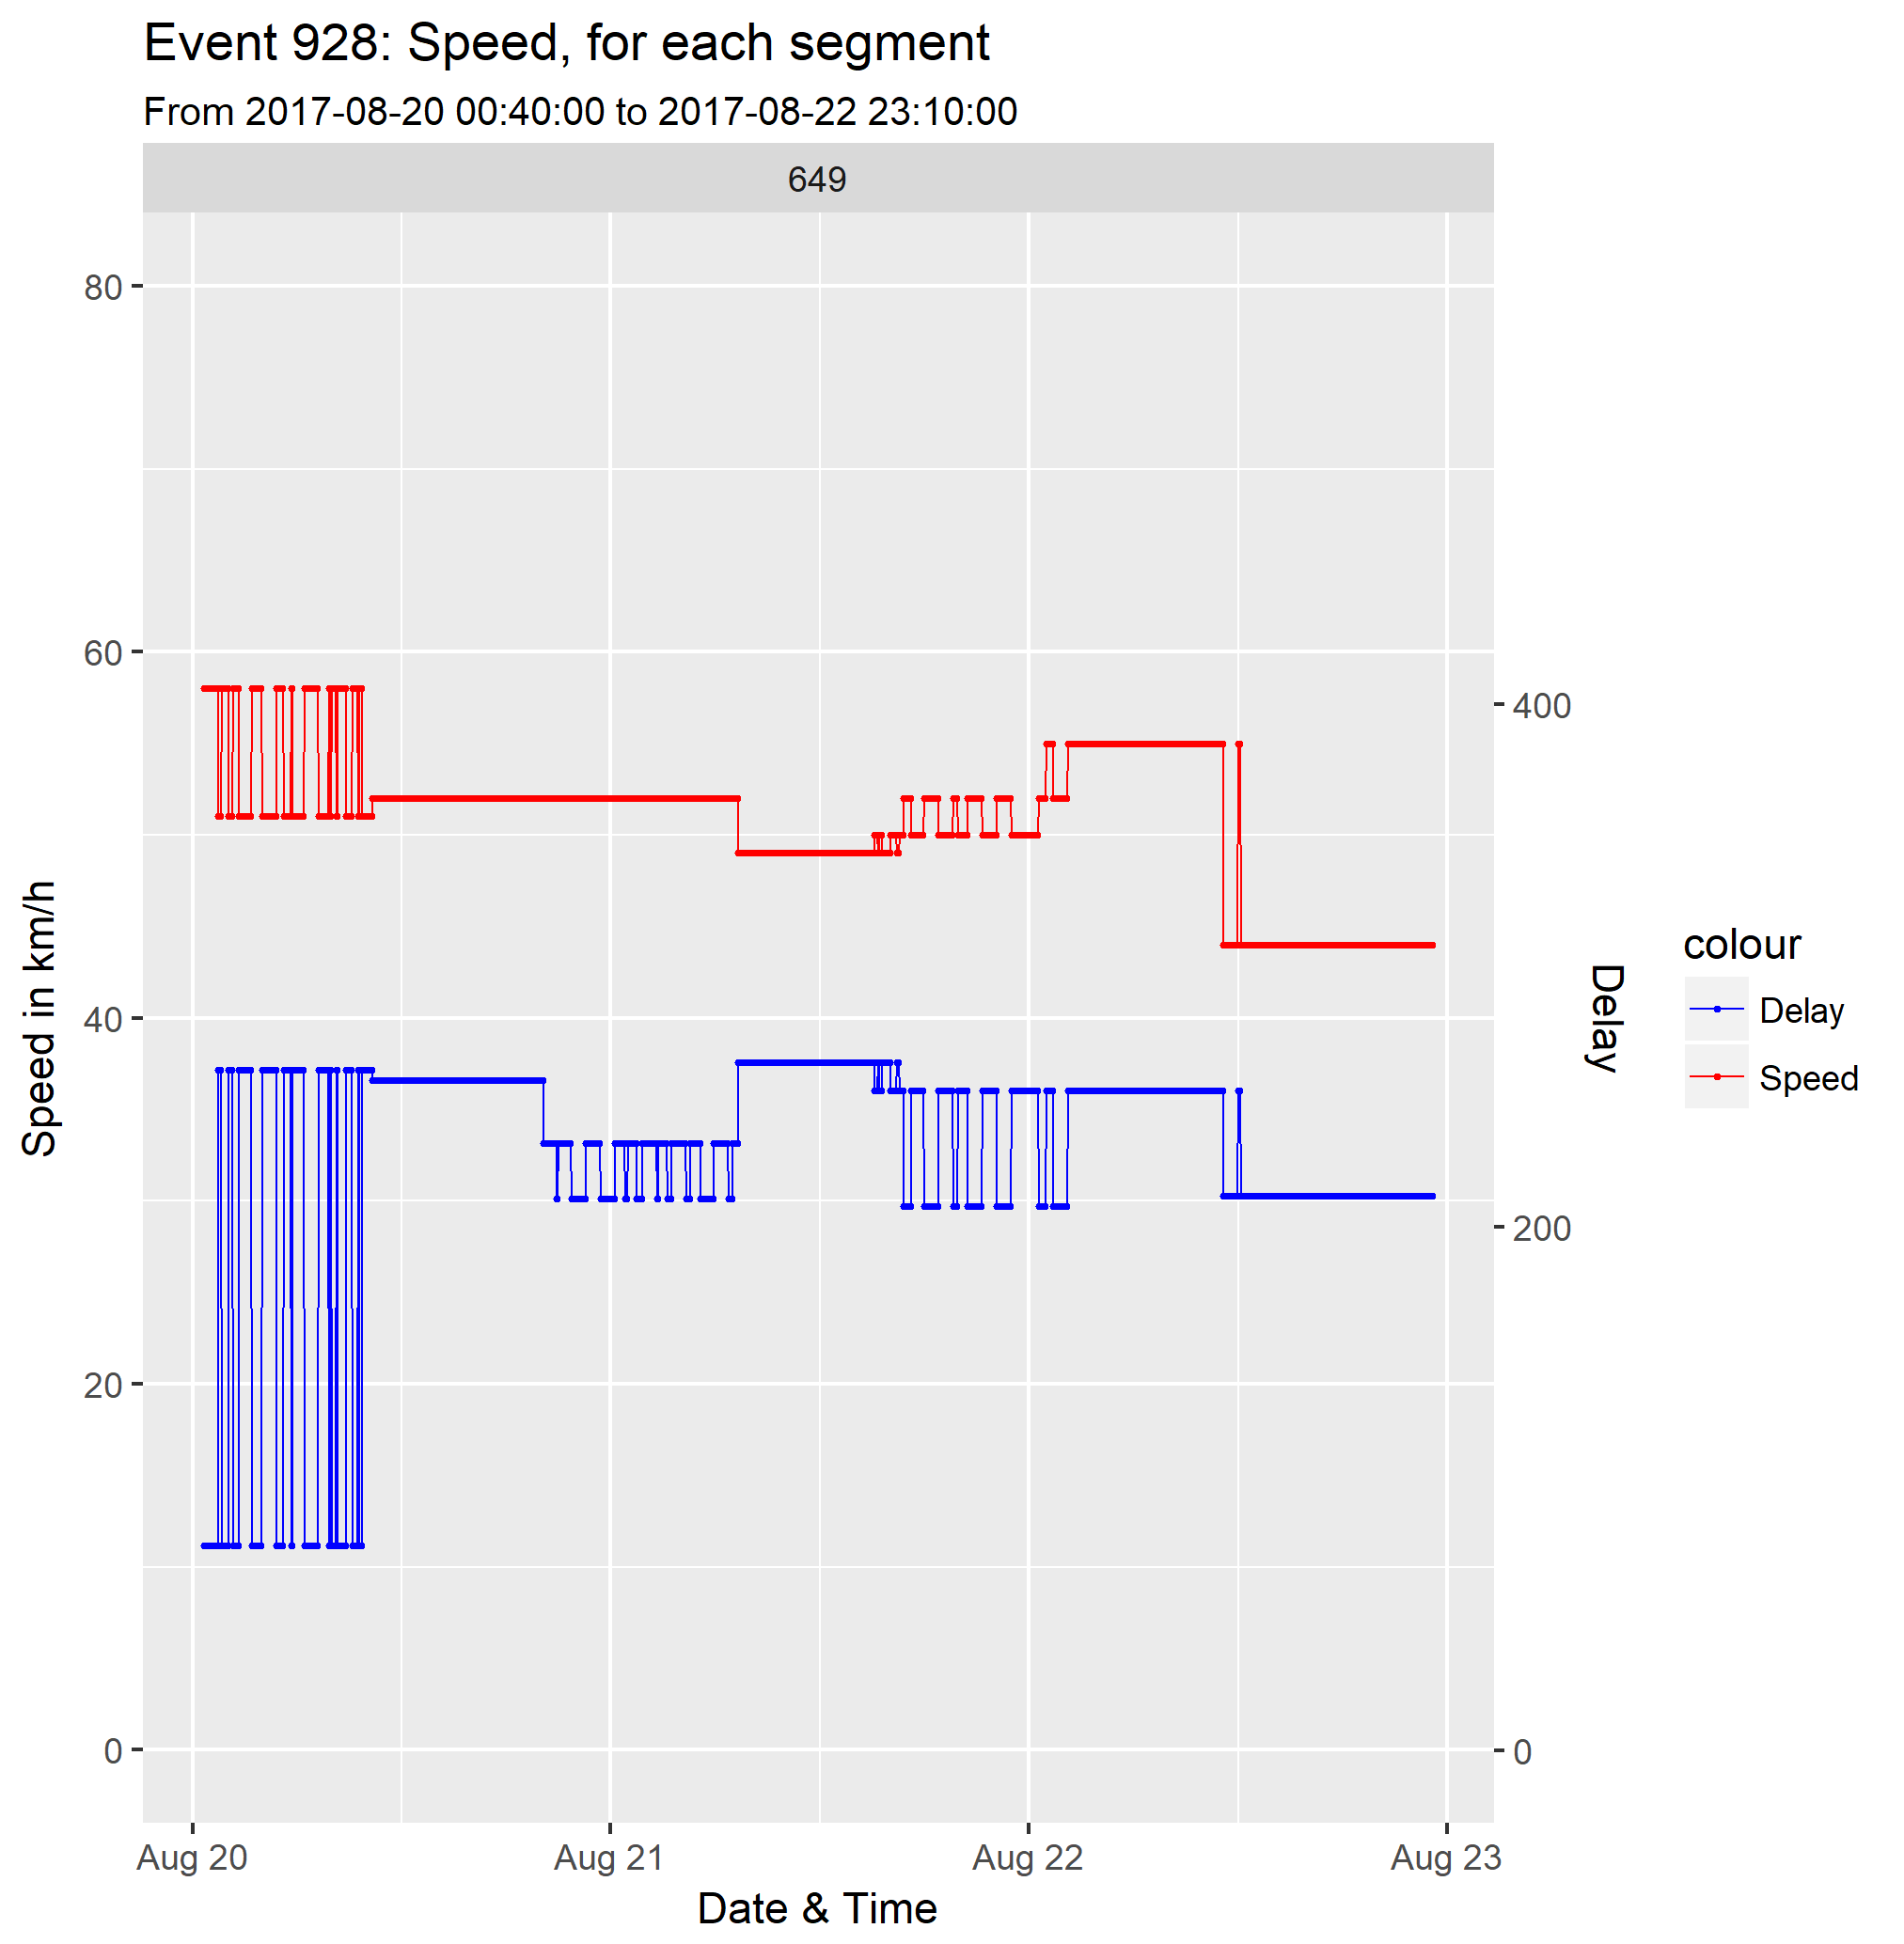 Event 928: Speed, for each segment
From 2017-08-20 00:40:00 to 2017-08-22 23:10:00
649
80
60
40
20
0
Speed in km/h
400
200
0
Delay
colour
Delay
Speed
Aug 20
Aug 21
Aug 22
Aug 23
Date & Time